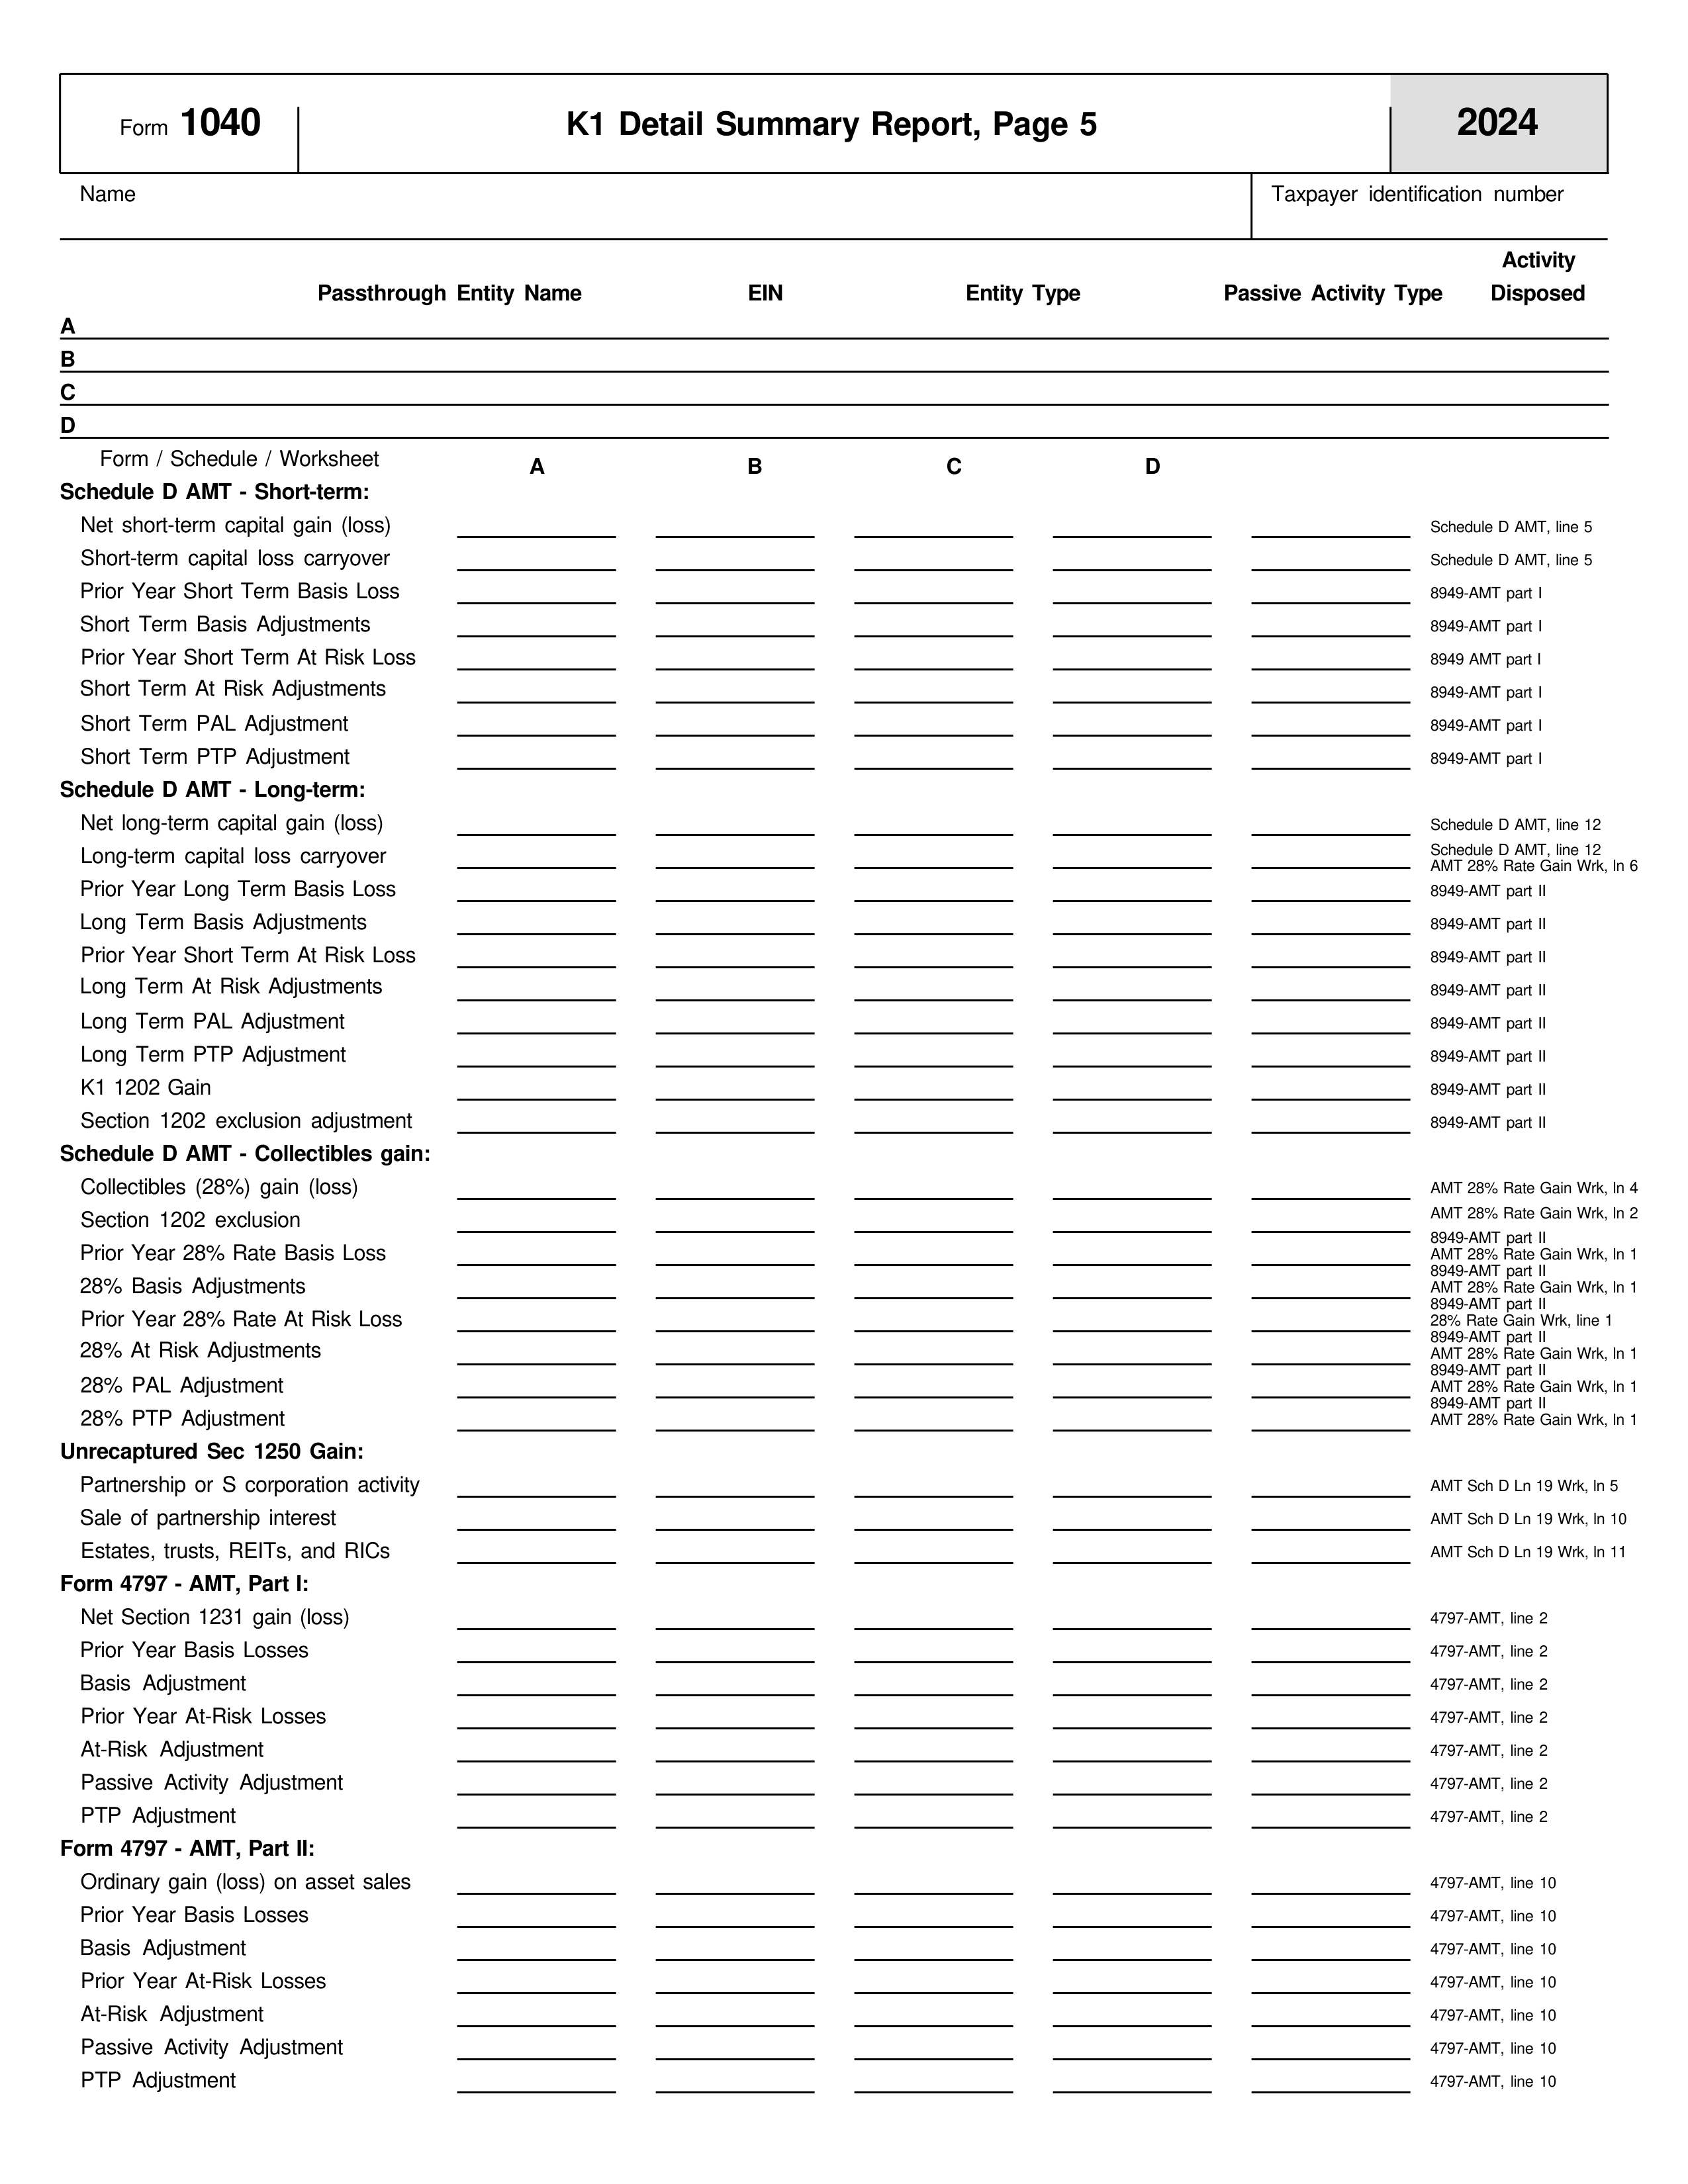 Form 1040
K1 Detail Summary Report, Page 5
2024
Name
Taxpayer identification number
Activity
Passthrough Entity Name EIN Entity Type Passive Activity Type Disposed
A
B
C
D
Form / Schedule / Worksheet A B C D
Schedule D AMT - Short-term:
Net short-term capital gain (loss) Schedule D AMT, line 5
Short-term capital loss carryover Schedule D AMT, line 5
Prior Year Short Term Basis Loss 8949-AMT part I
Short Term Basis Adjustments 8949-AMT part I
Prior Year Short Term At Risk Loss 8949 AMT part I
Short Term At Risk Adjustments 8949-AMT part I
Short Term PAL Adjustment 8949-AMT part I
Short Term PTP Adjustment 8949-AMT part I
Schedule D AMT - Long-term:
Net long-term capital gain (loss) Schedule D AMT, line 12
Long-term capital loss carryover Schedule D AMT, line 12
AMT 28% Rate Gain Wrk, ln 6
Prior Year Long Term Basis Loss 8949-AMT part II
Long Term Basis Adjustments 8949-AMT part II
Prior Year Short Term At Risk Loss 8949-AMT part II
Long Term At Risk Adjustments 8949-AMT part II
Long Term PAL Adjustment 8949-AMT part II
Long Term PTP Adjustment 8949-AMT part II
K1 1202 Gain 8949-AMT part II
Section 1202 exclusion adjustment 8949-AMT part II
Schedule D AMT - Collectibles gain:
Collectibles (28%) gain (loss) AMT 28% Rate Gain Wrk, ln 4
Section 1202 exclusion AMT 28% Rate Gain Wrk, ln 2
8949-AMT part II
Prior Year 28% Rate Basis Loss AMT 28% Rate Gain Wrk, ln 1
8949-AMT part II
28% Basis Adjustments AMT 28% Rate Gain Wrk, ln 1
8949-AMT part II
Prior Year 28% Rate At Risk Loss 28% Rate Gain Wrk, line 1
8949-AMT part II
28% At Risk Adjustments AMT 28% Rate Gain Wrk, ln 1
8949-AMT part II
28% PAL Adjustment AMT 28% Rate Gain Wrk, ln 1
8949-AMT part II
28% PTP Adjustment AMT 28% Rate Gain Wrk, ln 1
Unrecaptured Sec 1250 Gain:
Partnership or S corporation activity AMT Sch D Ln 19 Wrk, ln 5
Sale of partnership interest AMT Sch D Ln 19 Wrk, ln 10
Estates, trusts, REITs, and RICs AMT Sch D Ln 19 Wrk, ln 11
Form 4797 - AMT, Part I:
Net Section 1231 gain (loss) 4797-AMT, line 2
Prior Year Basis Losses 4797-AMT, line 2
Basis Adjustment 4797-AMT, line 2
Prior Year At-Risk Losses 4797-AMT, line 2
At-Risk Adjustment 4797-AMT, line 2
Passive Activity Adjustment 4797-AMT, line 2
PTP Adjustment 4797-AMT, line 2
Form 4797 - AMT, Part II:
Ordinary gain (loss) on asset sales 4797-AMT, line 10
Prior Year Basis Losses 4797-AMT, line 10
Basis Adjustment 4797-AMT, line 10
Prior Year At-Risk Losses 4797-AMT, line 10
At-Risk Adjustment 4797-AMT, line 10
Passive Activity Adjustment 4797-AMT, line 10
PTP Adjustment 4797-AMT, line 10